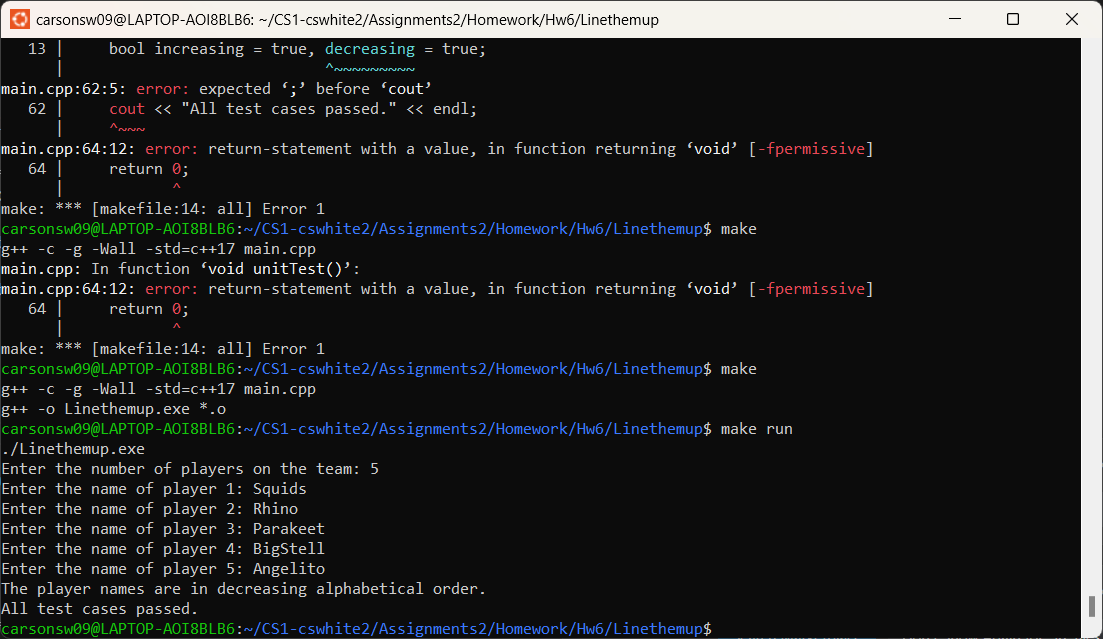 carsonsw09@LAPTOP-AOI8BLB6: ~/CS1-cswhite2/Assignments2/Homework/Hw6/Linethemup
   13 |     bool increasing = true, decreasing = true;
      |                             ^~~~~~~~~~
main.cpp:62:5: error: expected ‘;’ before ‘cout’
   62 |     cout << "All test cases passed." << endl;
      |     ^~~~
main.cpp:64:12: error: return-statement with a value, in function returning ‘void’ [-fpermissive]
   64 |     return 0;
      |            ^
make: *** [makefile:14: all] Error 1
carsonsw09@LAPTOP-AOI8BLB6:~/CS1-cswhite2/Assignments2/Homework/Hw6/Linethemup$ make
g++ -c -g -Wall -std=c++17 main.cpp
main.cpp: In function ‘void unitTest()’:
main.cpp:64:12: error: return-statement with a value, in function returning ‘void’ [-fpermissive]
   64 |     return 0;
      |            ^
make: *** [makefile:14: all] Error 1
carsonsw09@LAPTOP-AOI8BLB6:~/CS1-cswhite2/Assignments2/Homework/Hw6/Linethemup$ make
g++ -c -g -Wall -std=c++17 main.cpp
g++ -o Linethemup.exe *.o
carsonsw09@LAPTOP-AOI8BLB6:~/CS1-cswhite2/Assignments2/Homework/Hw6/Linethemup$ make run
./Linethemup.exe
Enter the number of players on the team: 5
Enter the name of player 1: Squids
Enter the name of player 2: Rhino
Enter the name of player 3: Parakeet
Enter the name of player 4: BigStell
Enter the name of player 5: Angelito
The player names are in decreasing alphabetical order.
All test cases passed.
carsonsw09@LAPTOP-AOI8BLB6:~/CS1-cswhite2/Assignments2/Homework/Hw6/Linethemup$